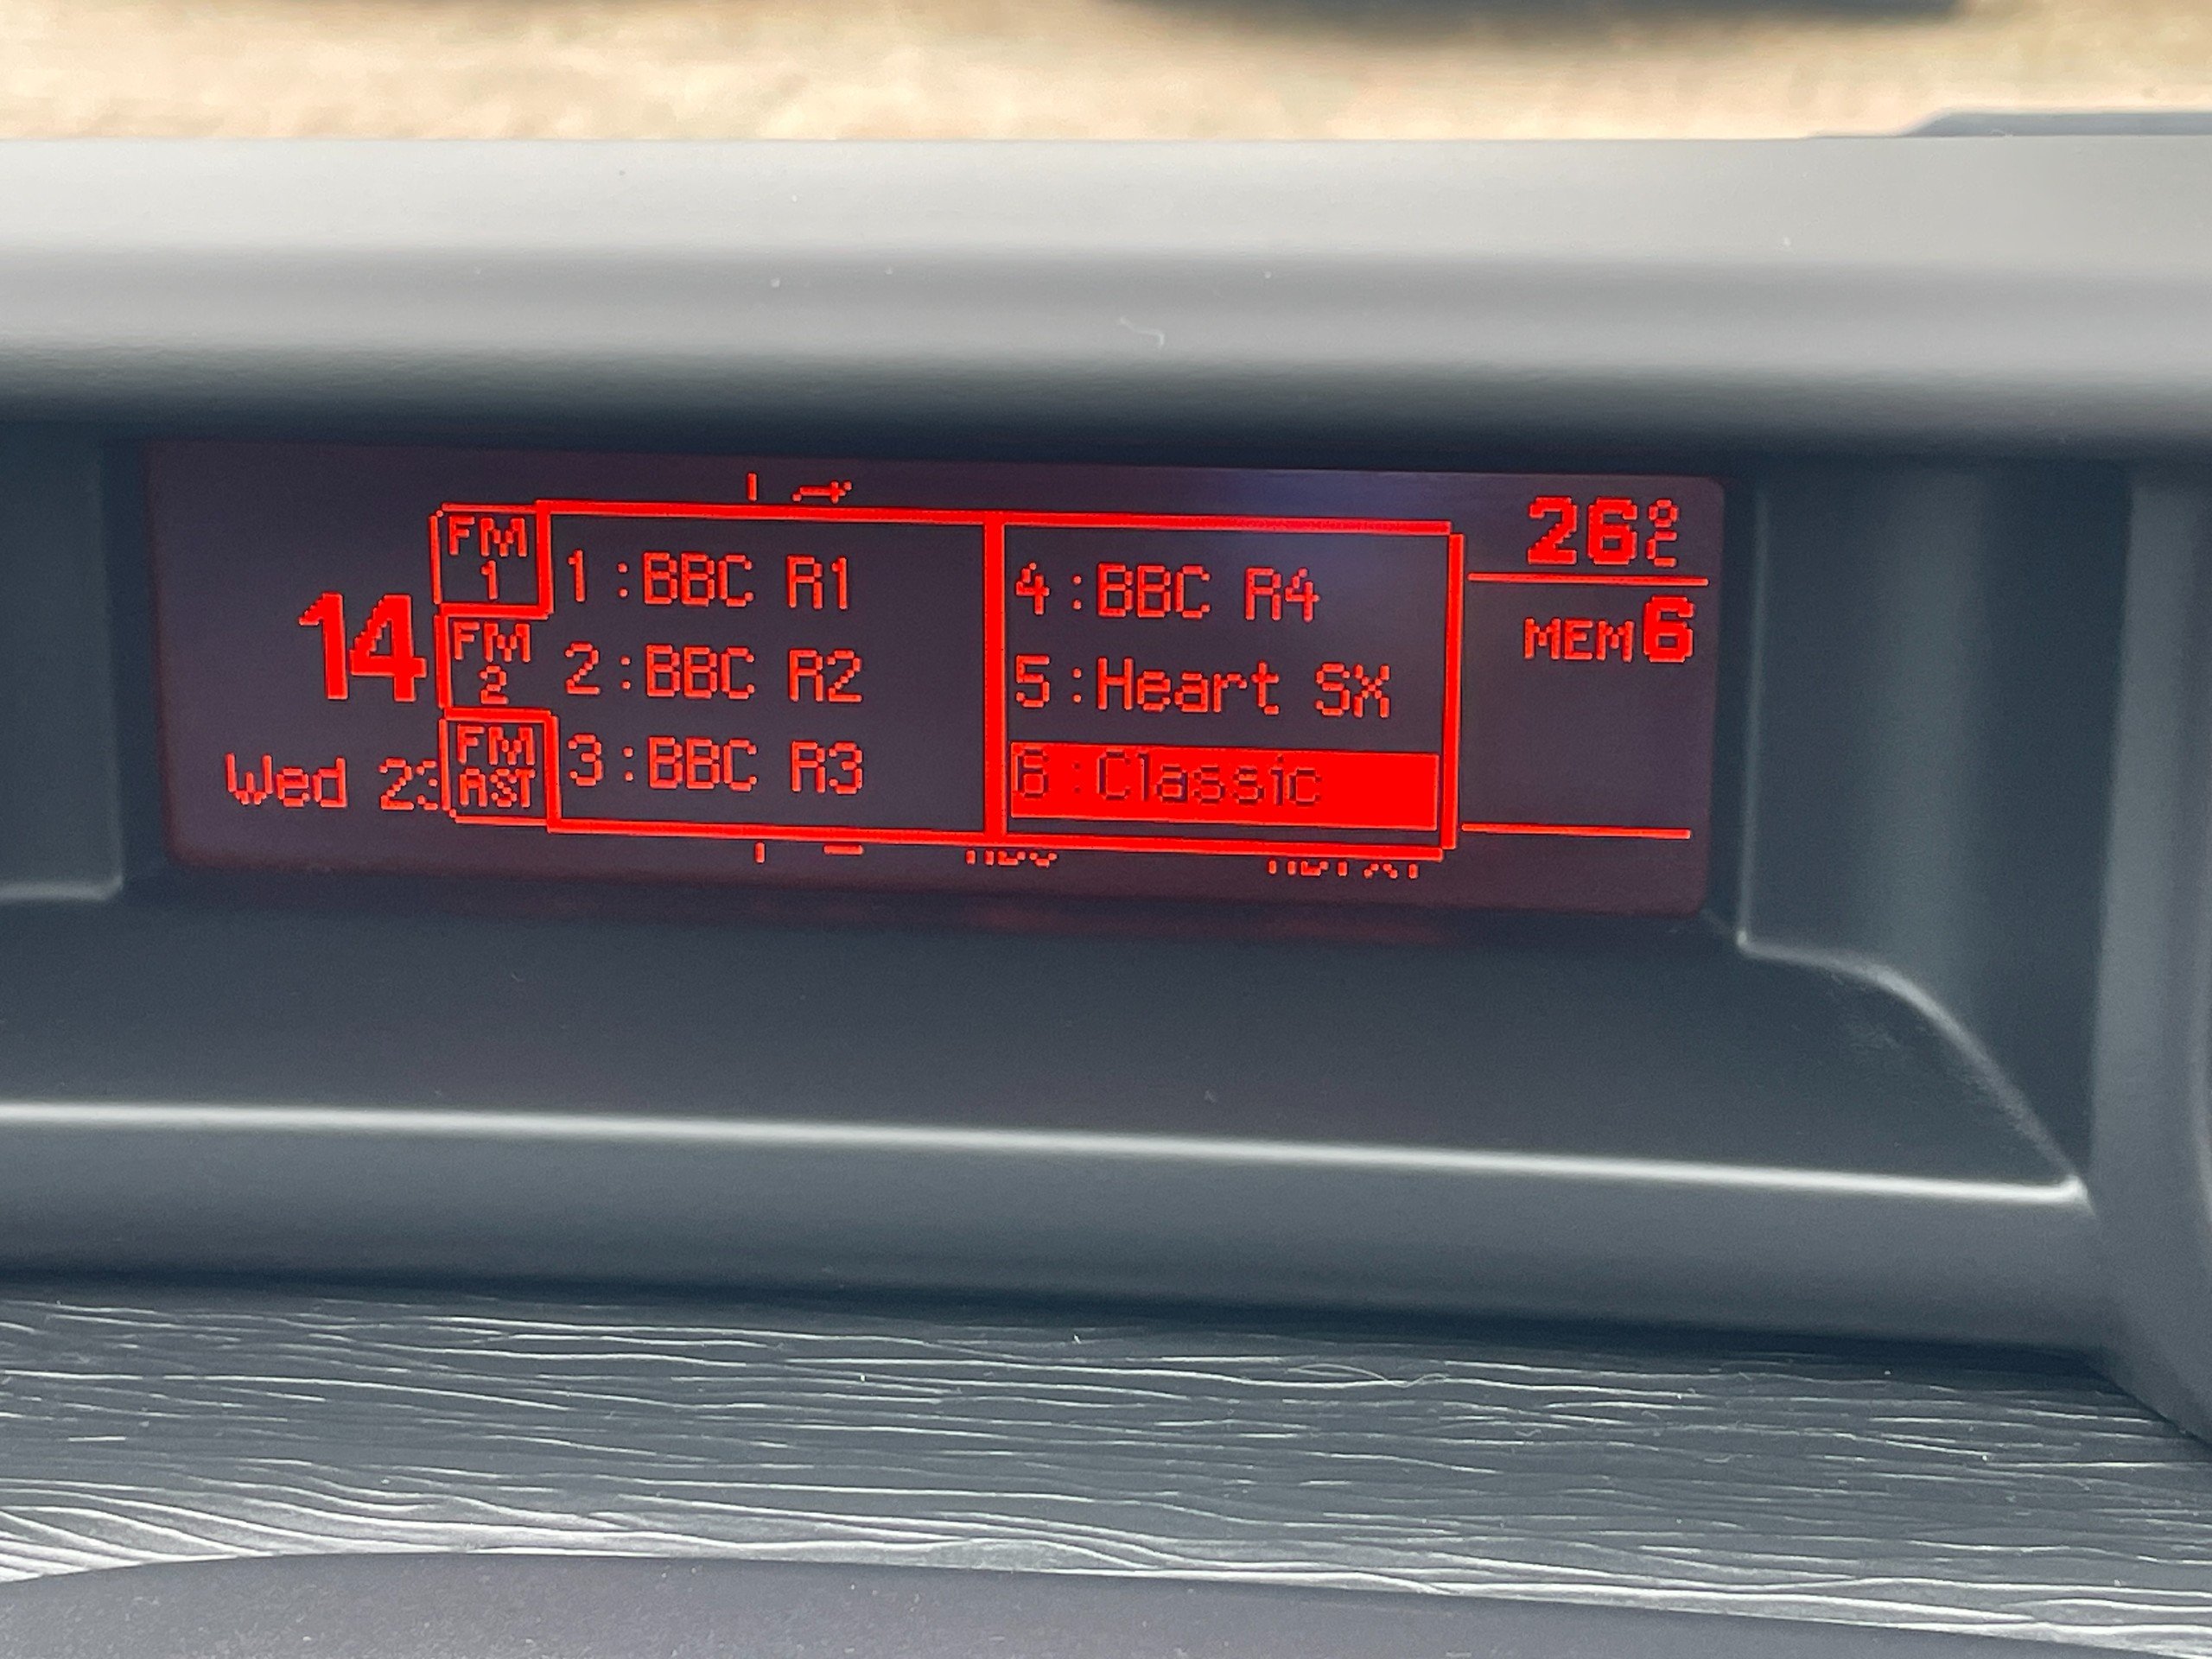 14
Wed 23
FM
1
FM
2
FM
AST
1:BBC R1
2:BBC R2
3:BBC R3
4:BBC R4
5:Heart SX
6:Classic
26°C
MEM 6